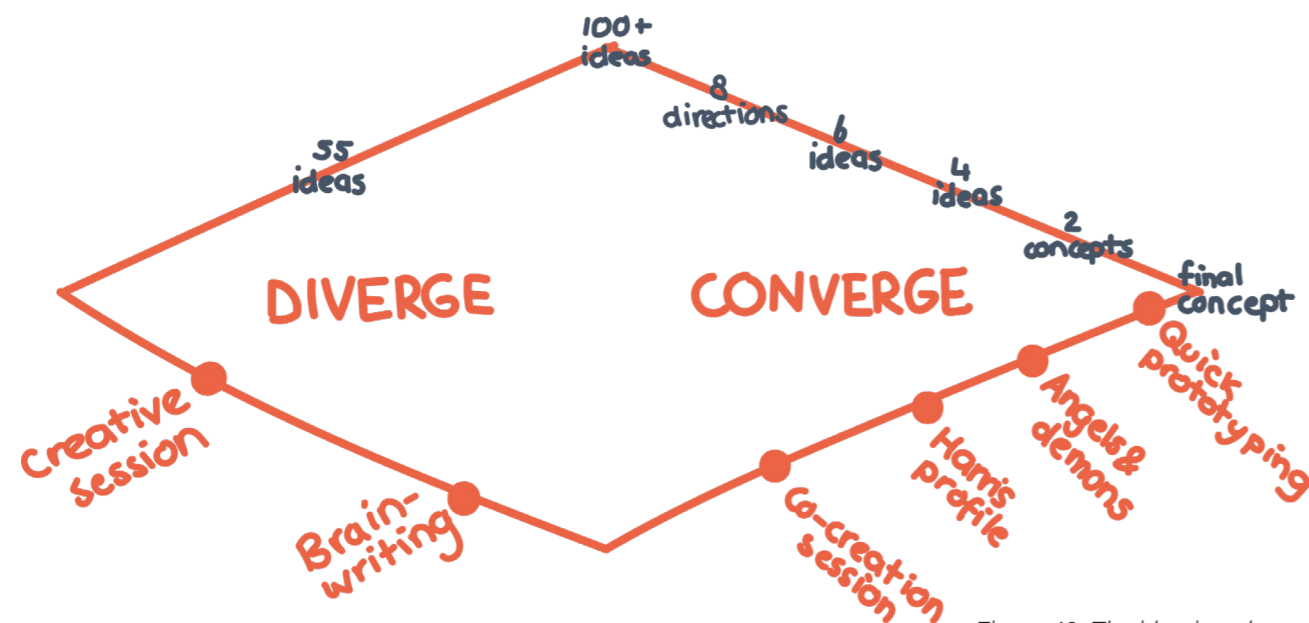 100+
ideas
8
directions
6
ideas
55
ideas
4
ideas
2
concepts
final
concept
DIVERGE
CONVERGE
Quick
prototyping
Angels &
demons
Creative
session
Harris
profile
Brain-
writing
Co-creation
session